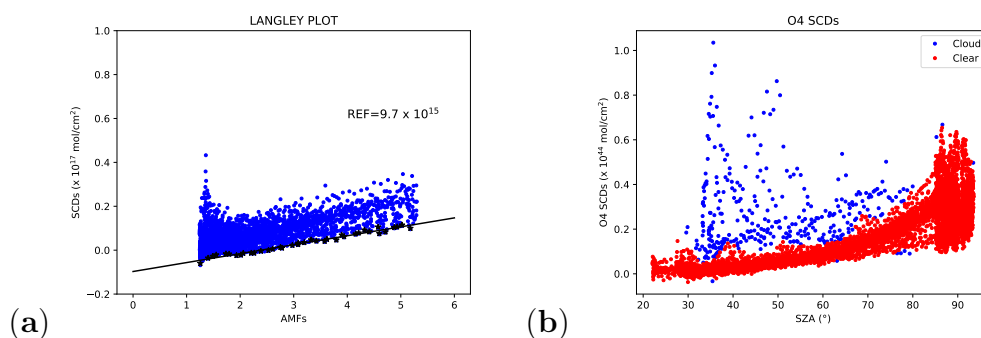 LANGLEY PLOT
1.0
0.8
0.6
0.4
0.2
0.0
−0.2
SCDs (x 10¹⁷ mol/cm²)
REF=9.7 x 10¹⁵
0 1 2 3 4 5 6
AMFs
(a)
O4 SCDs
1.0
0.8
0.6
0.4
0.2
0.0
O4 SCDs (x 10⁴⁴ mol/cm²)
Cloud
Clear
20 30 40 50 60 70 80 90
SZA (°)
(b)